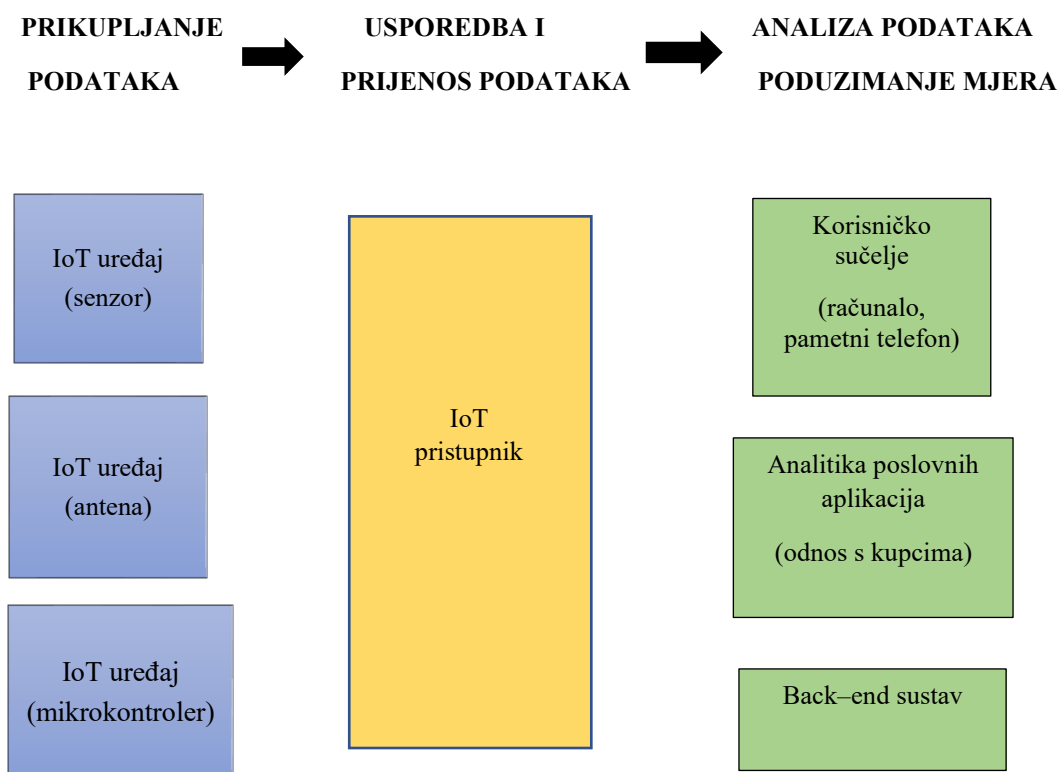 PRIKUPLJANJE
PODATAKA
USPOREDBA I
PRIJENOS PODATAKA
ANALIZA PODATAKA
PODUZIMANJE MJERA
IoT uređaj
(senzor)
IoT uređaj
(antena)
IoT uređaj
(mikrokontroler)
IoT
pristupnik
Korisničko
sučelje
(računalo,
pametni telefon)
Analitika poslovnih
aplikacija
(odnos s kupcima)
Back–end sustav